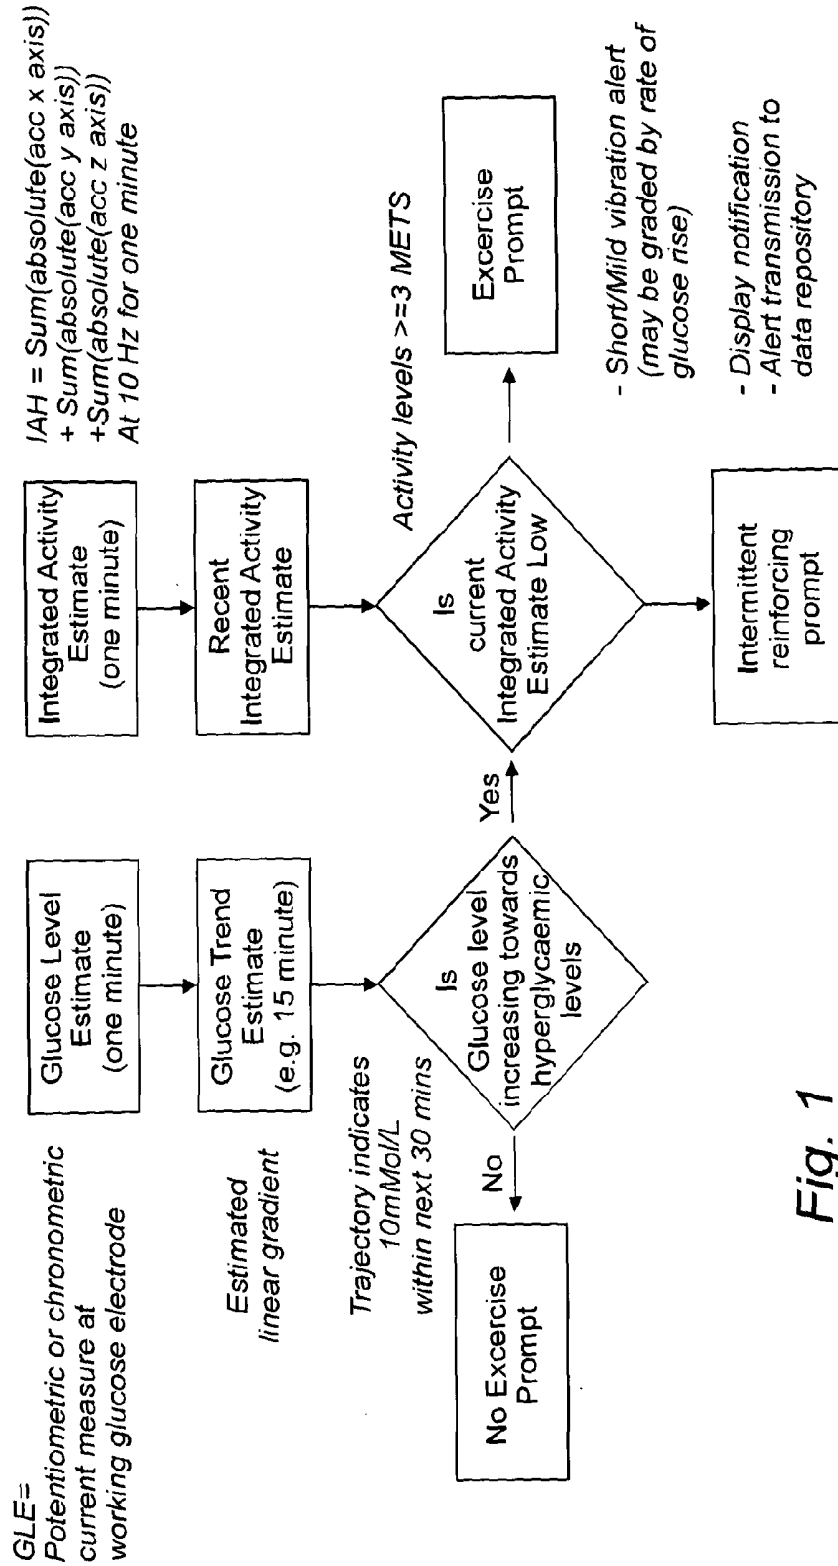 GLE=
Potentiometric or chronometric
current measure at
working glucose electrode
Glucose Level
Estimate
(one minute)
Integrated Activity
Estimate
(one minute)
IAH = Sum(absolute(acc x axis))
+ Sum(absolute(acc y axis))
+Sum(absolute(acc z axis))
At 10 Hz for one minute
Estimated
linear gradient
Glucose Trend
Estimate
(e.g. 15 minute)
Recent
Integrated Activity
Estimate
Trajectory indicates
10mMol/L
within next 30 mins
Is
Glucose level
increasing towards
hyperglycaemic
levels
No
No Excercise
Prompt
Yes
Is
current
Integrated Activity
Estimate Low
Activity levels >=3 METS
Excercise
Prompt
- Short/Mild vibration alert
(may be graded by rate of
glucose rise)
- Display notification
- Alert transmission to
data repository
Intermittent
reinforcing
prompt
Fig. 1